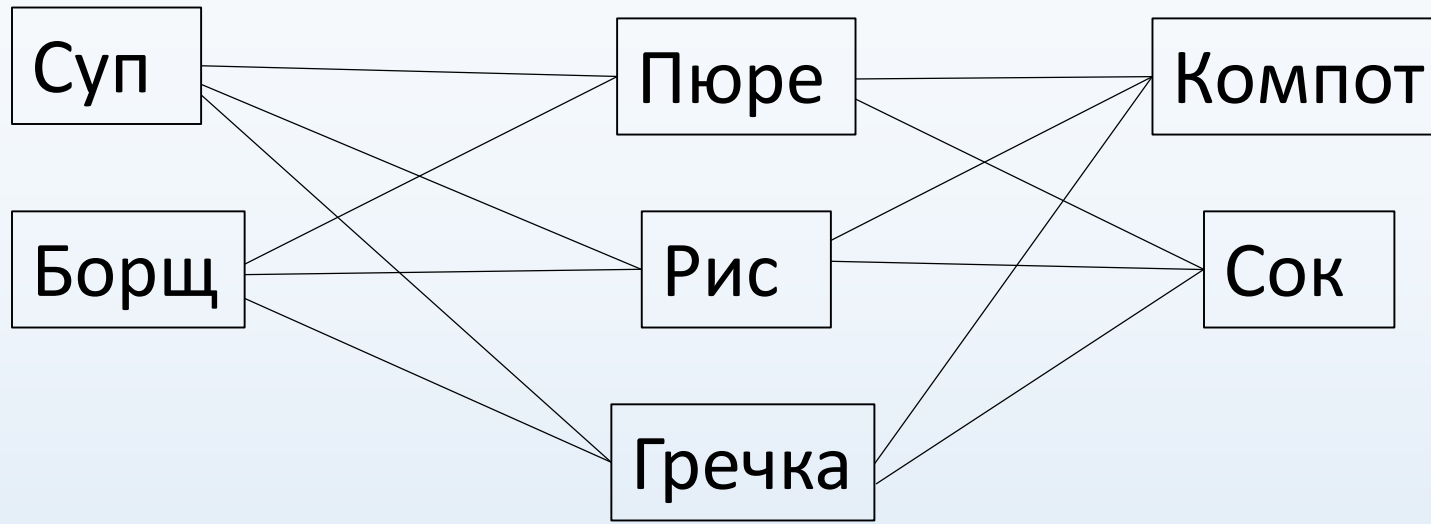 Суп
Пюре
Компот
Борщ
Рис
Сок
Гречка